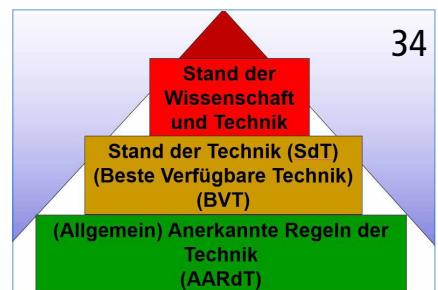 34
Stand der
Wissenschaft
und Technik
Stand der Technik (SdT)
(Beste Verfügbare Technik)
(BVT)
(Allgemein) Anerkannte Regeln der
Technik
(AARdT)